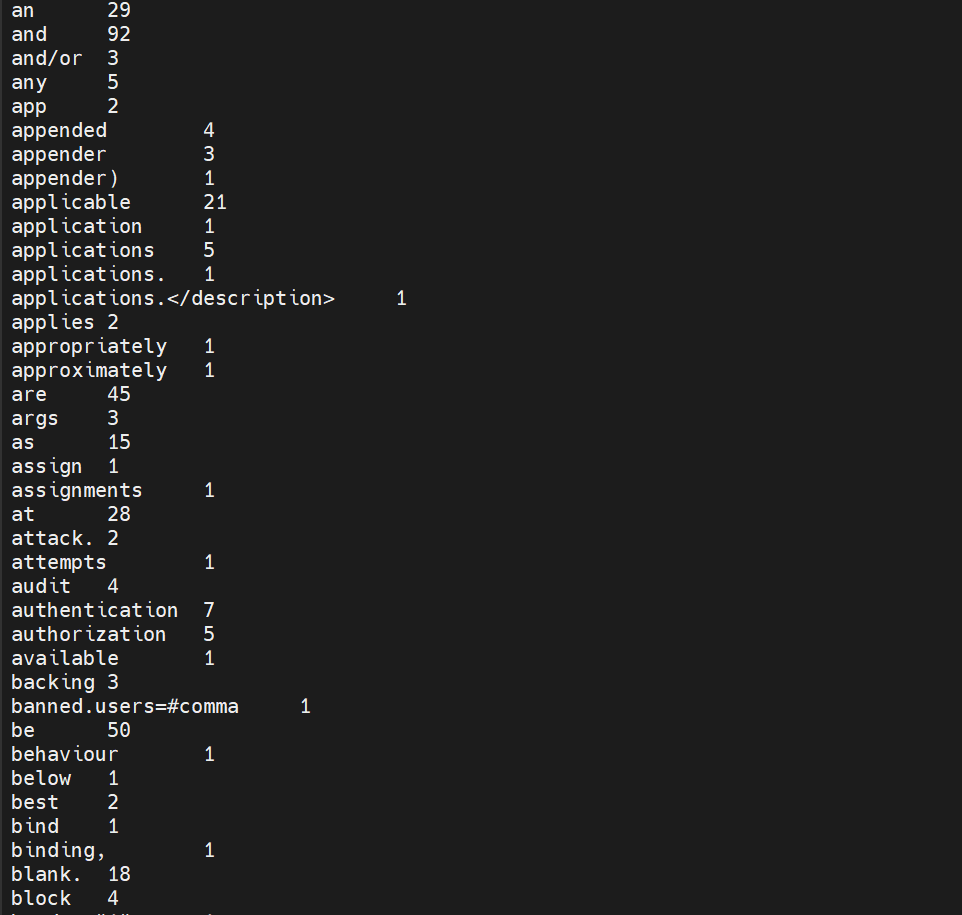 an 29
and 92
and/or 3
any 5
app 2
appended 4
appender 3
appender) 1
applicable 21
application 1
applications 5
applications. 1
applications.</description> 1
applies 2
appropriately 1
approximately 1
are 45
args 3
as 15
assign 1
assignments 1
at 28
attack. 2
attempts 1
audit 4
authentication 7
authorization 5
available 1
backing 3
banned.users=#comma 1
be 50
behaviour 1
below 1
best 2
bind 1
binding, 1
blank. 18
block 4